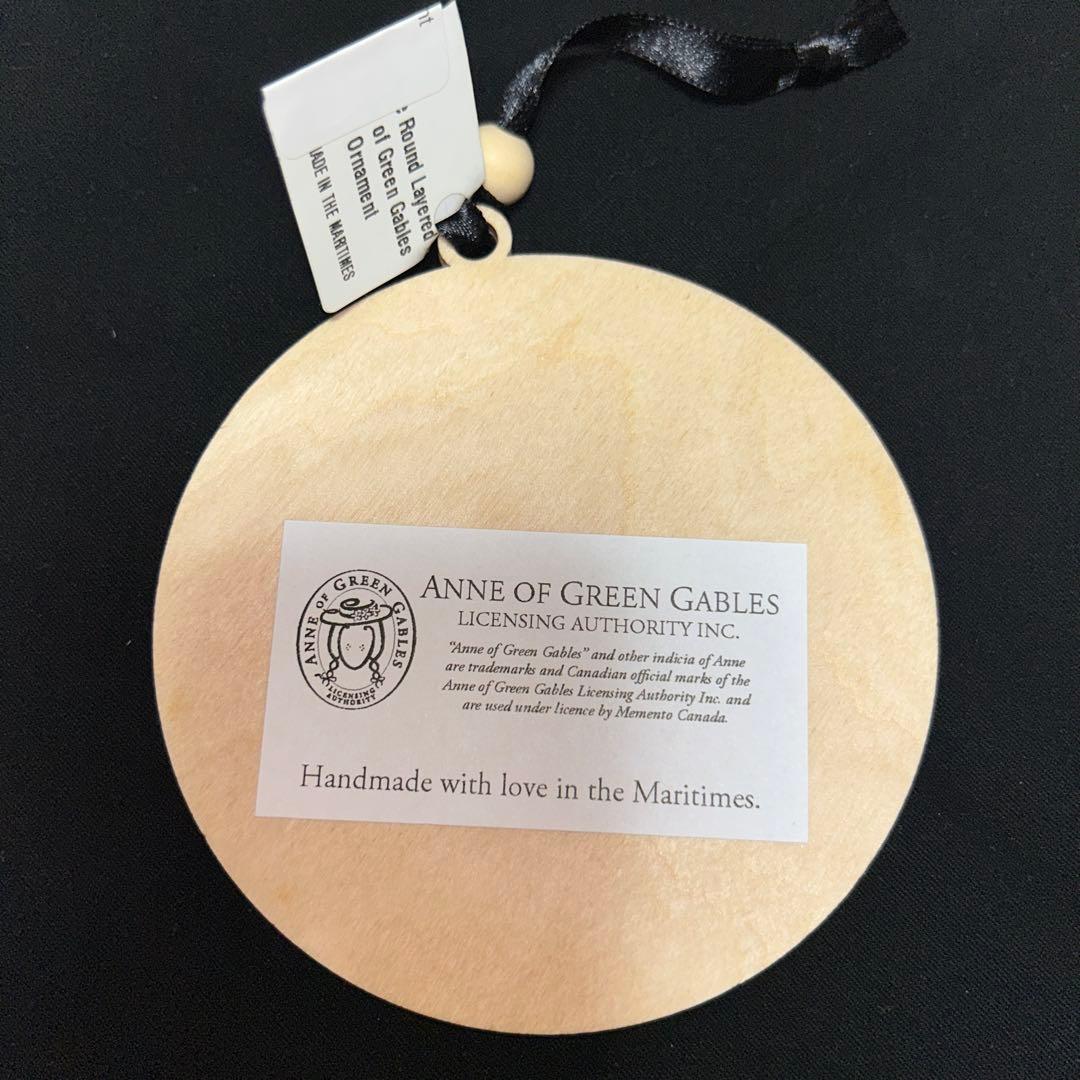 Round Layered
of Green Gables
Ornament
MADE IN THE MARITIMES
ANNE OF GREEN GABLES
LICENSING AUTHORITY
ANNE OF GREEN GABLES
LICENSING AUTHORITY INC.
“Anne of Green Gables” and other indicia of Anne
are trademarks and Canadian official marks of the
Anne of Green Gables Licensing Authority Inc. and
are used under licence by Memento Canada.
Handmade with love in the Maritimes.